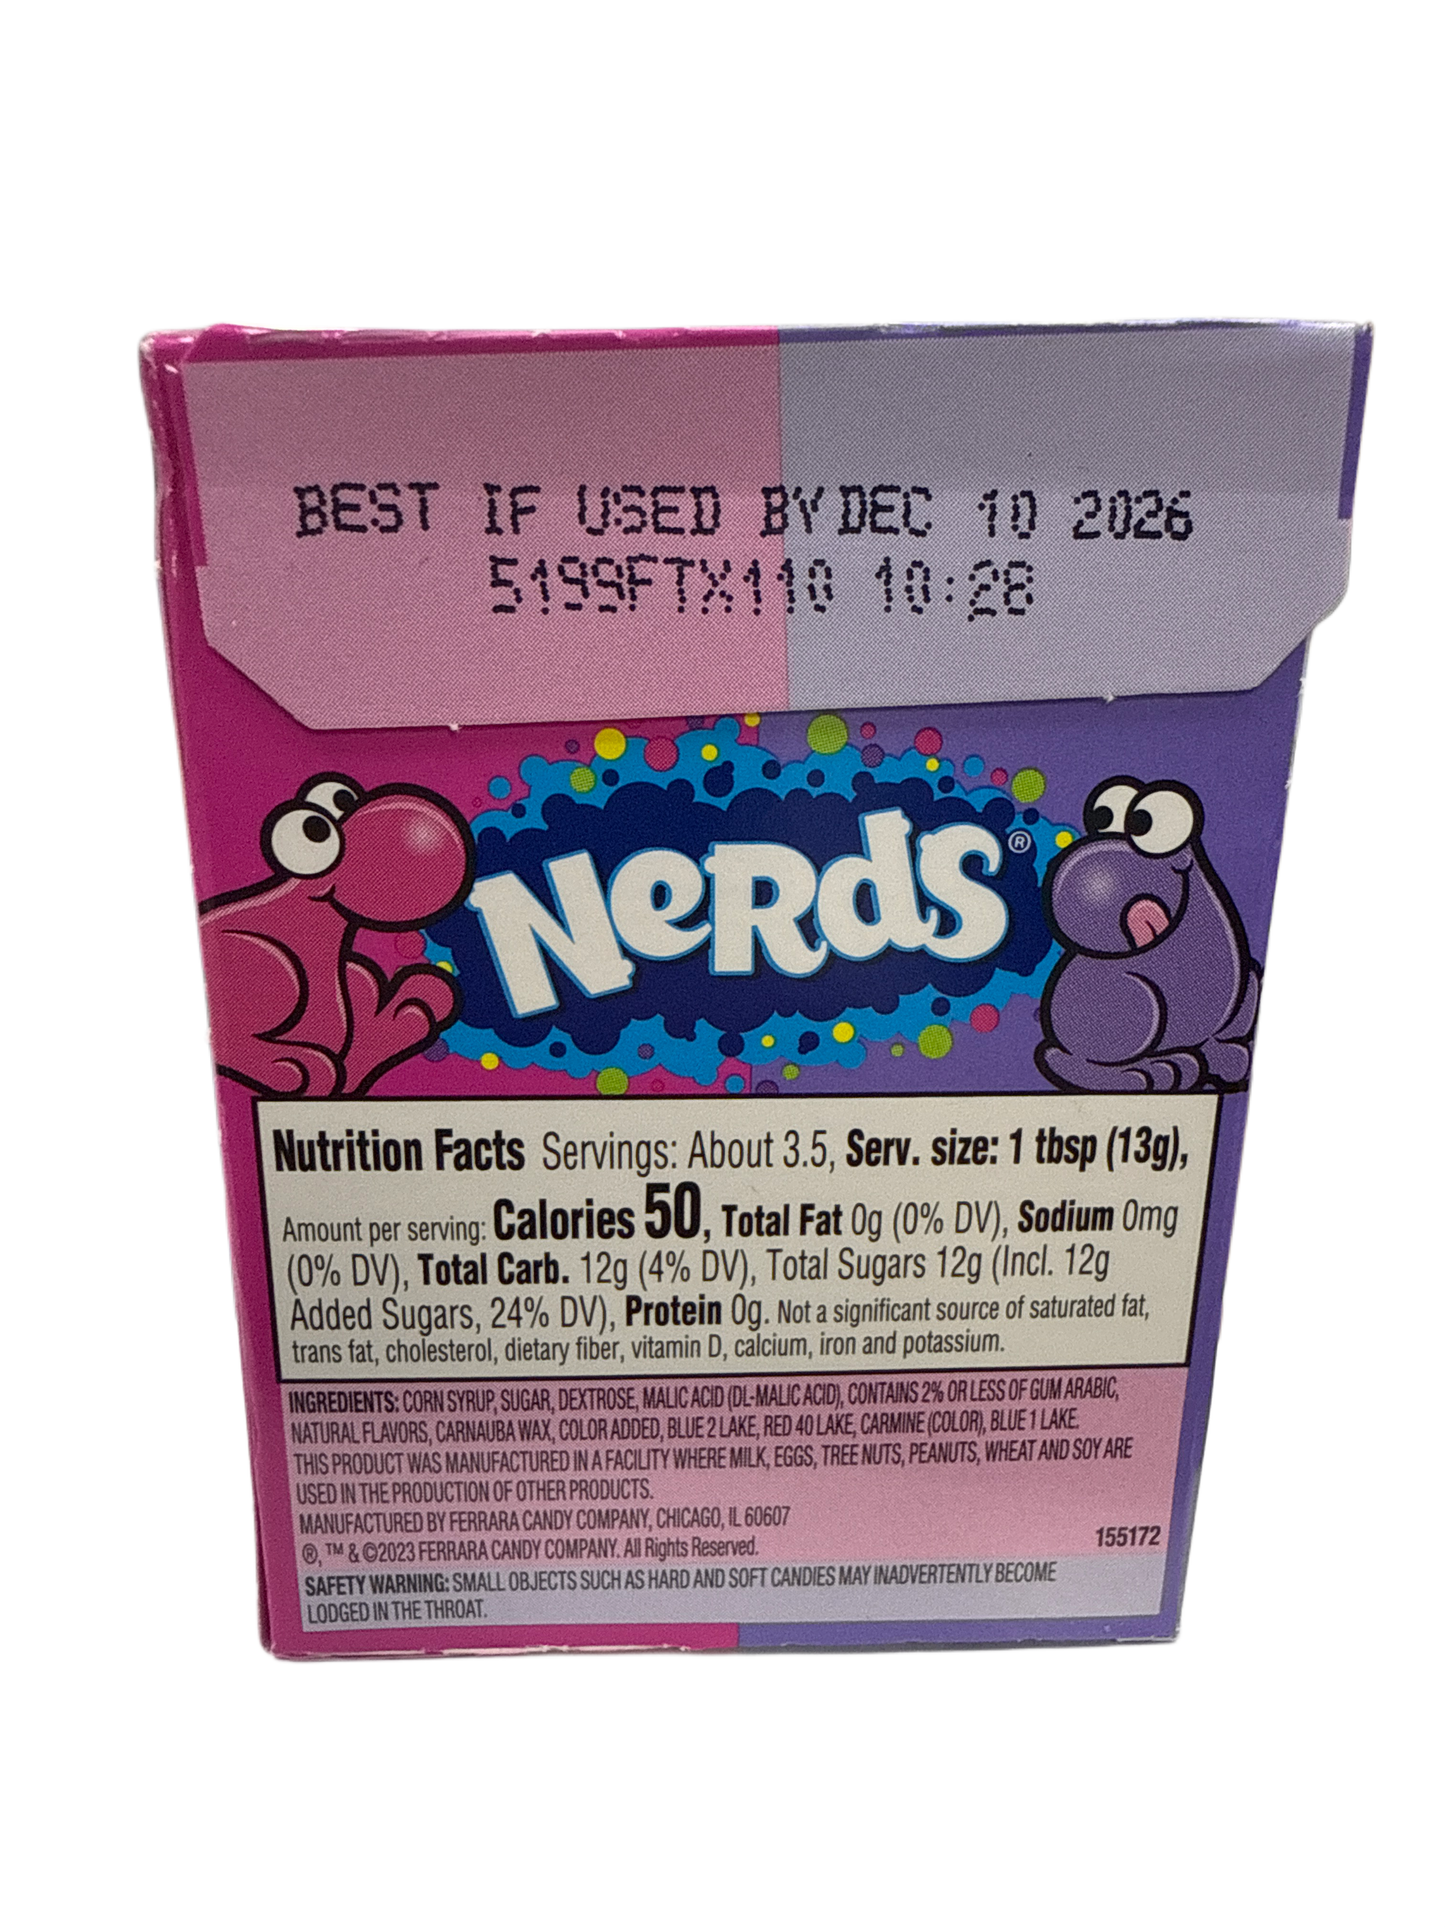 BEST IF USED BY DEC 10 2026
5199FTX110 10:28
NeRdS®
Nutrition Facts Servings: About 3.5, Serv. size: 1 tbsp (13g),
Amount per serving: Calories 50, Total Fat 0g (0% DV), Sodium 0mg
(0% DV), Total Carb. 12g (4% DV), Total Sugars 12g (Incl. 12g
Added Sugars, 24% DV), Protein 0g. Not a significant source of saturated fat,
trans fat, cholesterol, dietary fiber, vitamin D, calcium, iron and potassium.
INGREDIENTS: CORN SYRUP, SUGAR, DEXTROSE, MALIC ACID (DL-MALIC ACID), CONTAINS 2% OR LESS OF GUM ARABIC,
NATURAL FLAVORS, CARNAUBA WAX, COLOR ADDED, BLUE 2 LAKE, RED 40 LAKE, CARMINE (COLOR), BLUE 1 LAKE.
THIS PRODUCT WAS MANUFACTURED IN A FACILITY WHERE MILK, EGGS, TREE NUTS, PEANUTS, WHEAT AND SOY ARE
USED IN THE PRODUCTION OF OTHER PRODUCTS.
MANUFACTURED BY FERRARA CANDY COMPANY, CHICAGO, IL 60607
®, ™ & ©2023 FERRARA CANDY COMPANY. All Rights Reserved.
155172
SAFETY WARNING: SMALL OBJECTS SUCH AS HARD AND SOFT CANDIES MAY INADVERTENTLY BECOME
LODGED IN THE THROAT.